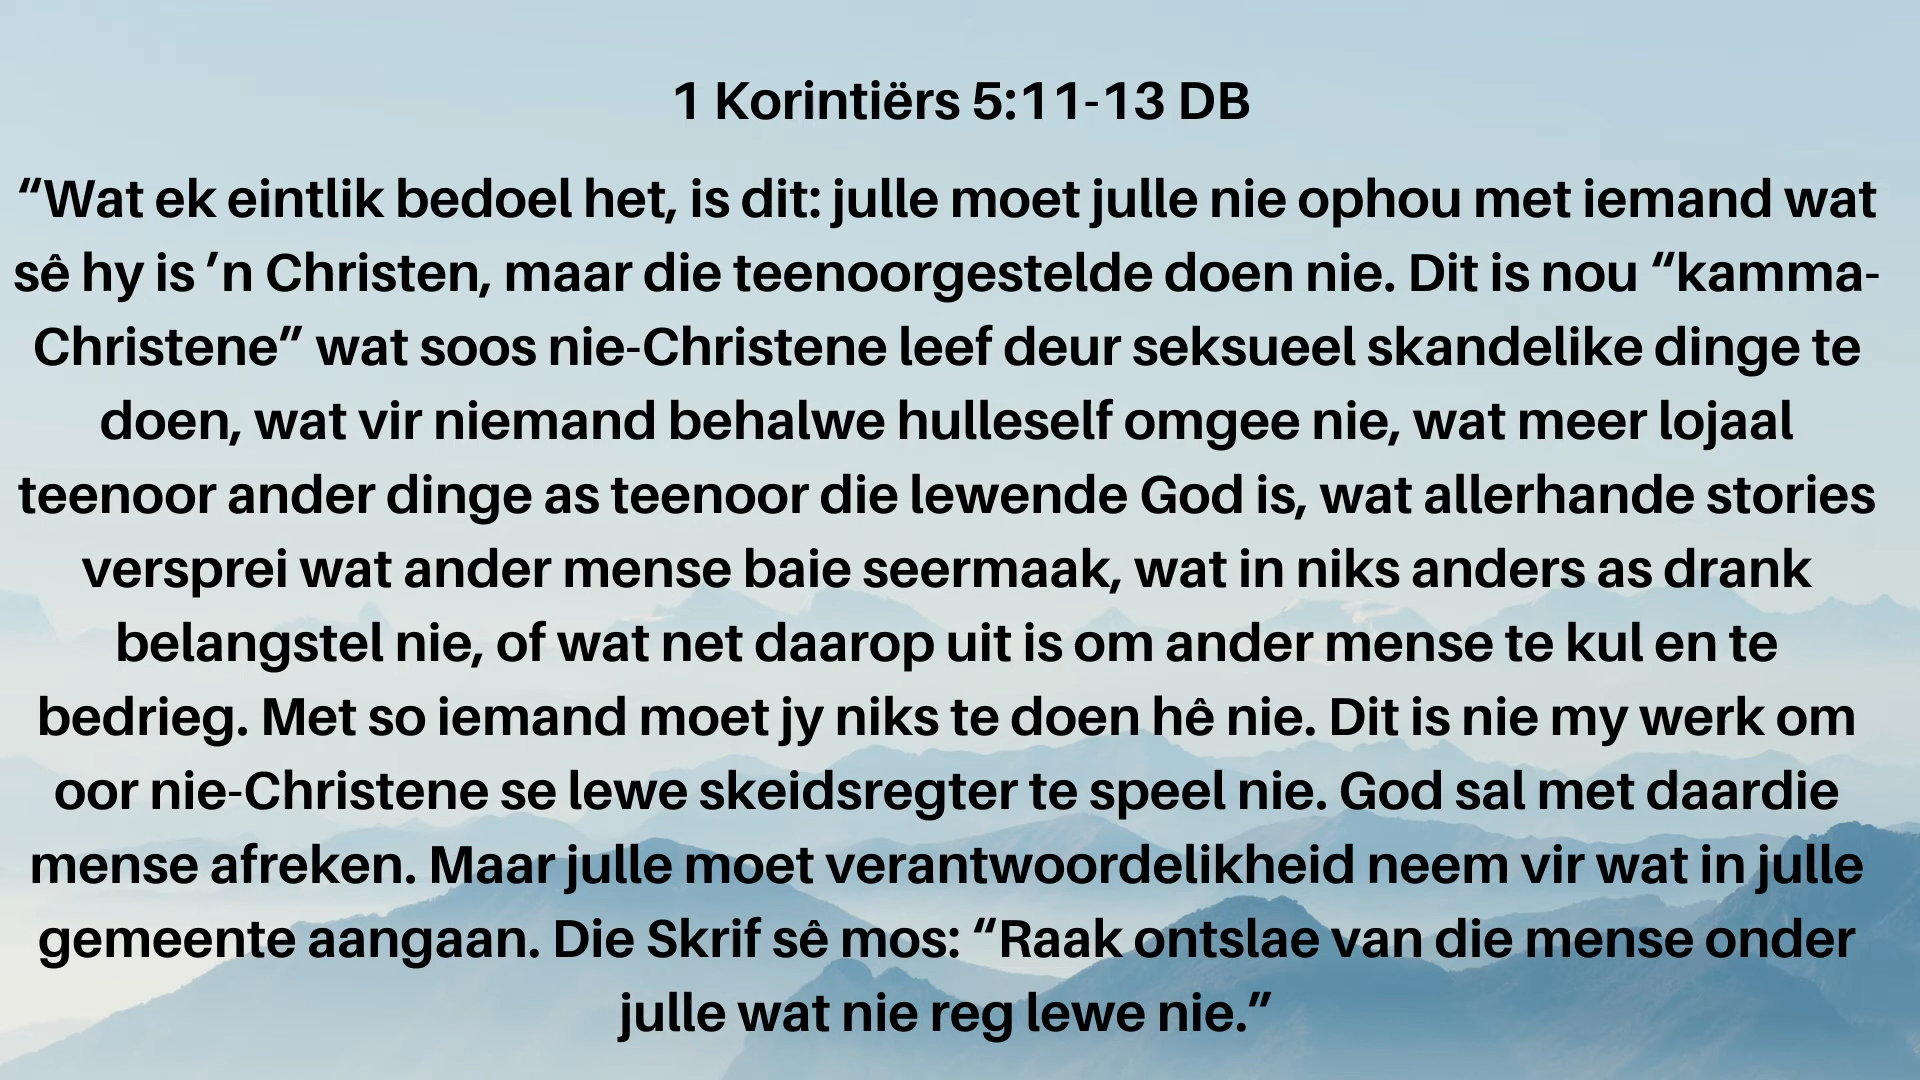 1 Korintiërs 5:11-13 DB
“Wat ek eintlik bedoel het, is dit: julle moet julle nie ophou met iemand wat
sê hy is ’n Christen, maar die teenoorgestelde doen nie. Dit is nou “kamma-
Christene” wat soos nie-Christene leef deur seksueel skandelike dinge te
doen, wat vir niemand behalwe hulleself omgee nie, wat meer lojaal
teenoor ander dinge as teenoor die lewende God is, wat allerhande stories
versprei wat ander mense baie seermaak, wat in niks anders as drank
belangstel nie, of wat net daarop uit is om ander mense te kul en te
bedrieg. Met so iemand moet jy niks te doen hê nie. Dit is nie my werk om
oor nie-Christene se lewe skeidsregter te speel nie. God sal met daardie
mense afreken. Maar julle moet verantwoordelikheid neem vir wat in julle
gemeente aangaan. Die Skrif sê mos: “Raak ontslae van die mense onder
julle wat nie reg lewe nie.”